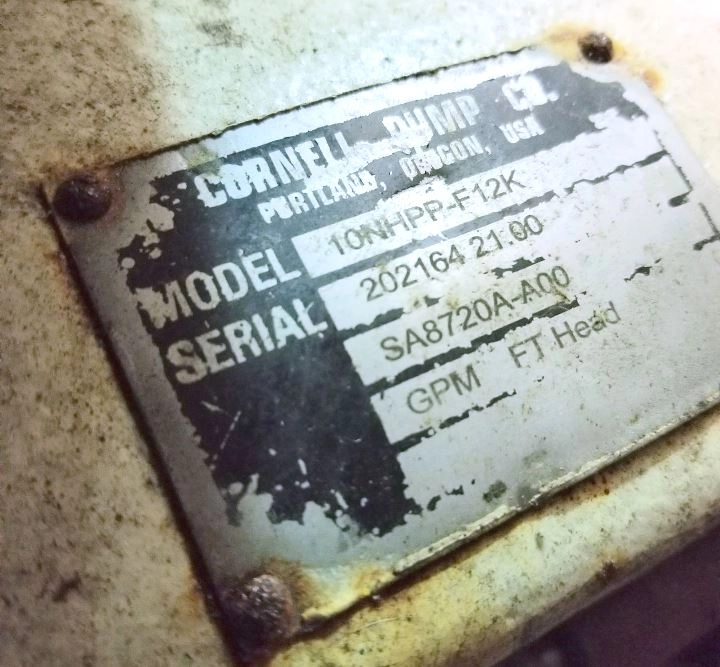 CORNELL PUMP CO.
PORTLAND, OREGON, USA
MODEL 10NHPP-F12K
SERIAL 202164 21.00
SA8720A-A00
GPM FT Head